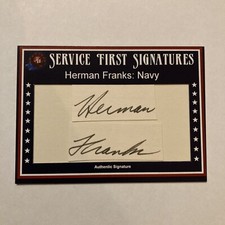 SERVICE FIRST SIGNATURES
Herman Franks: Navy
Herman
Franks
Authentic Signature